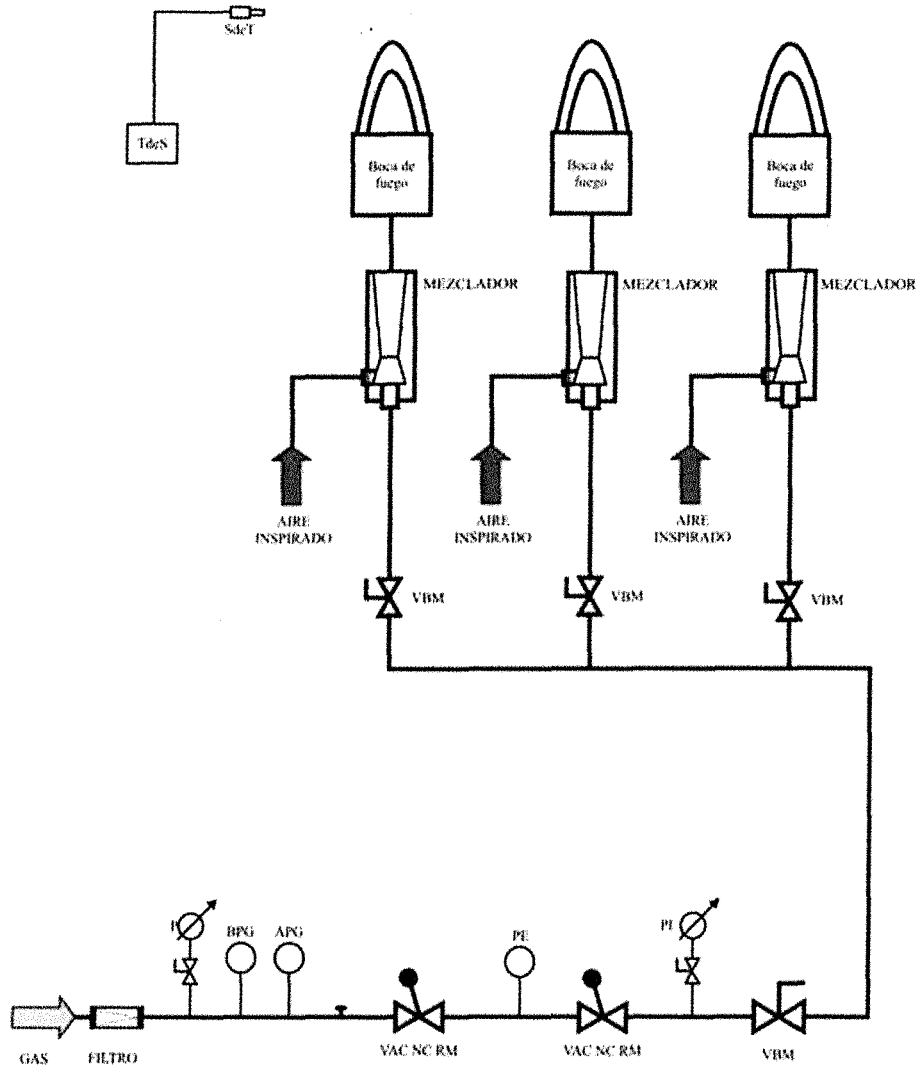 SdeT
TdeS
Boca de
fuego
Boca de
fuego
Boca de
fuego
MEZCLADOR
MEZCLADOR
MEZCLADOR
AIRE
INSPIRADO
AIRE
INSPIRADO
AIRE
INSPIRADO
VBM
VBM
VBM
BPG
APG
PE
PI
GAS
FILTRO
VAC NC RM
VAC NC RM
VBM